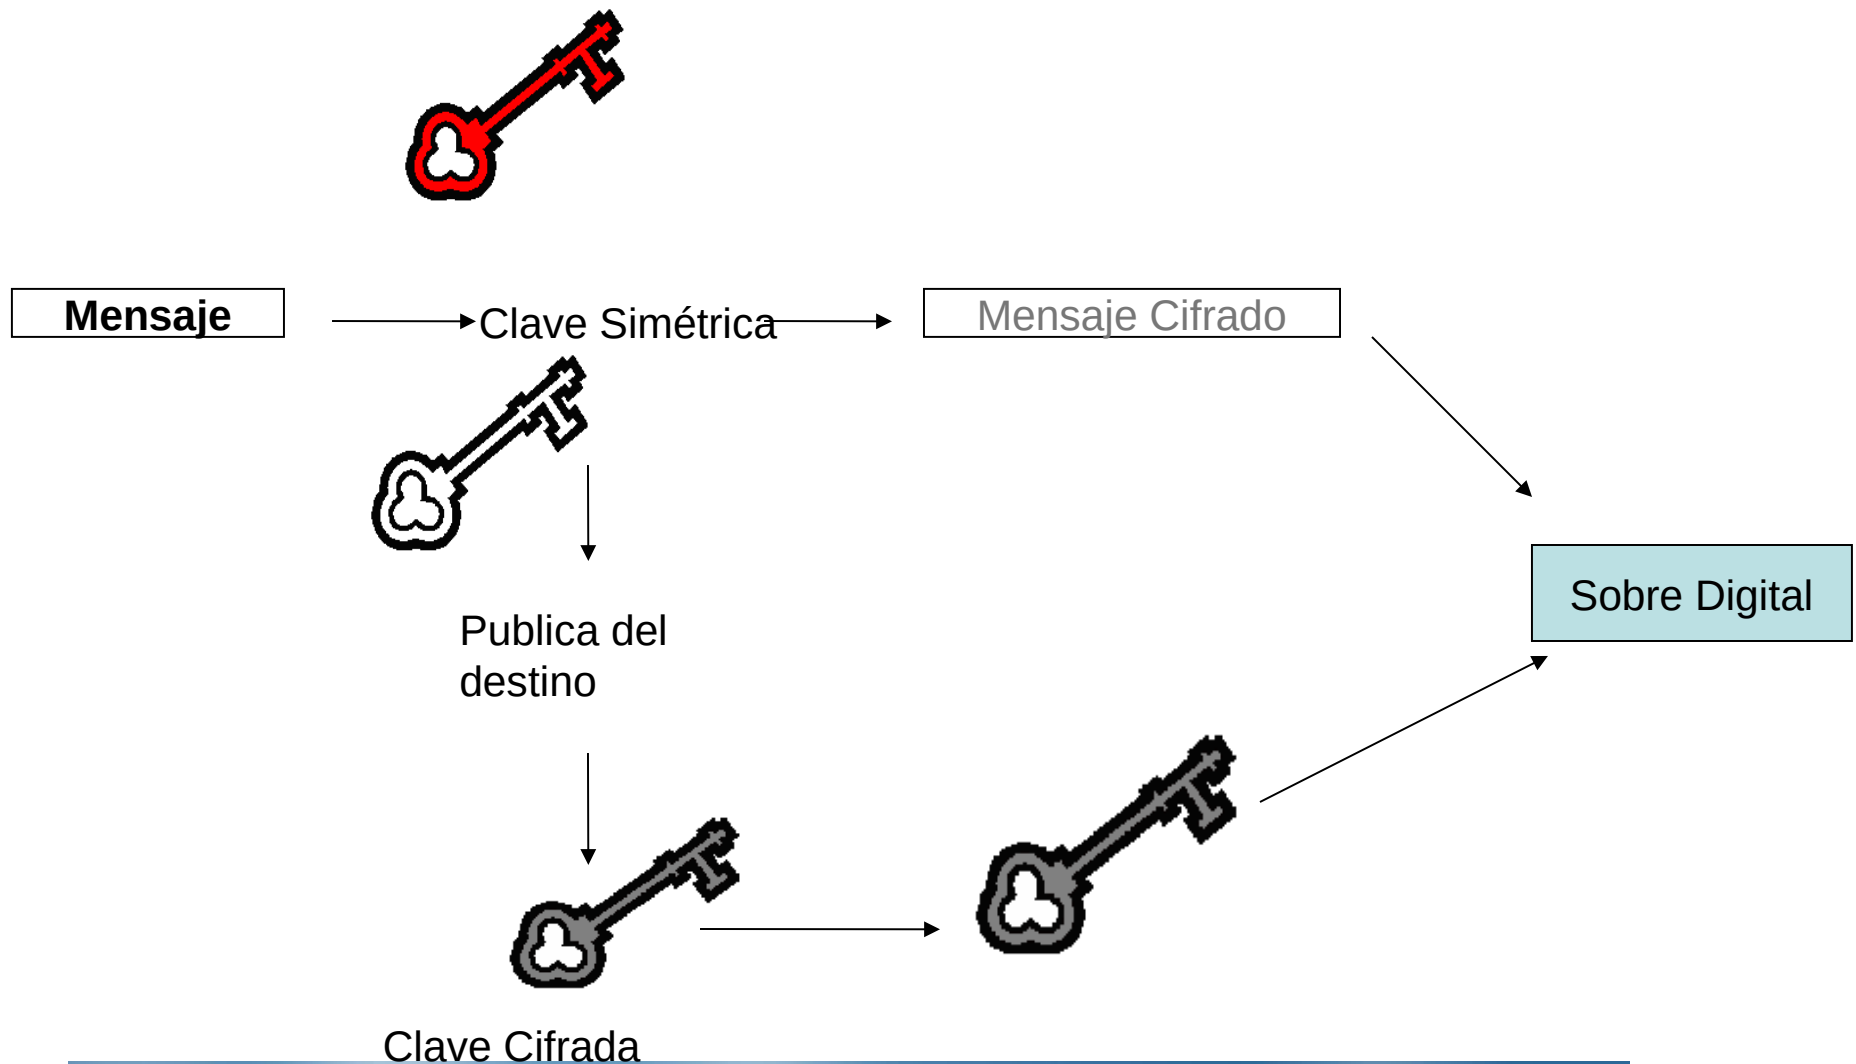 Mensaje
Clave Simétrica
Mensaje Cifrado
Sobre Digital
Publica del
destino
Clave Cifrada